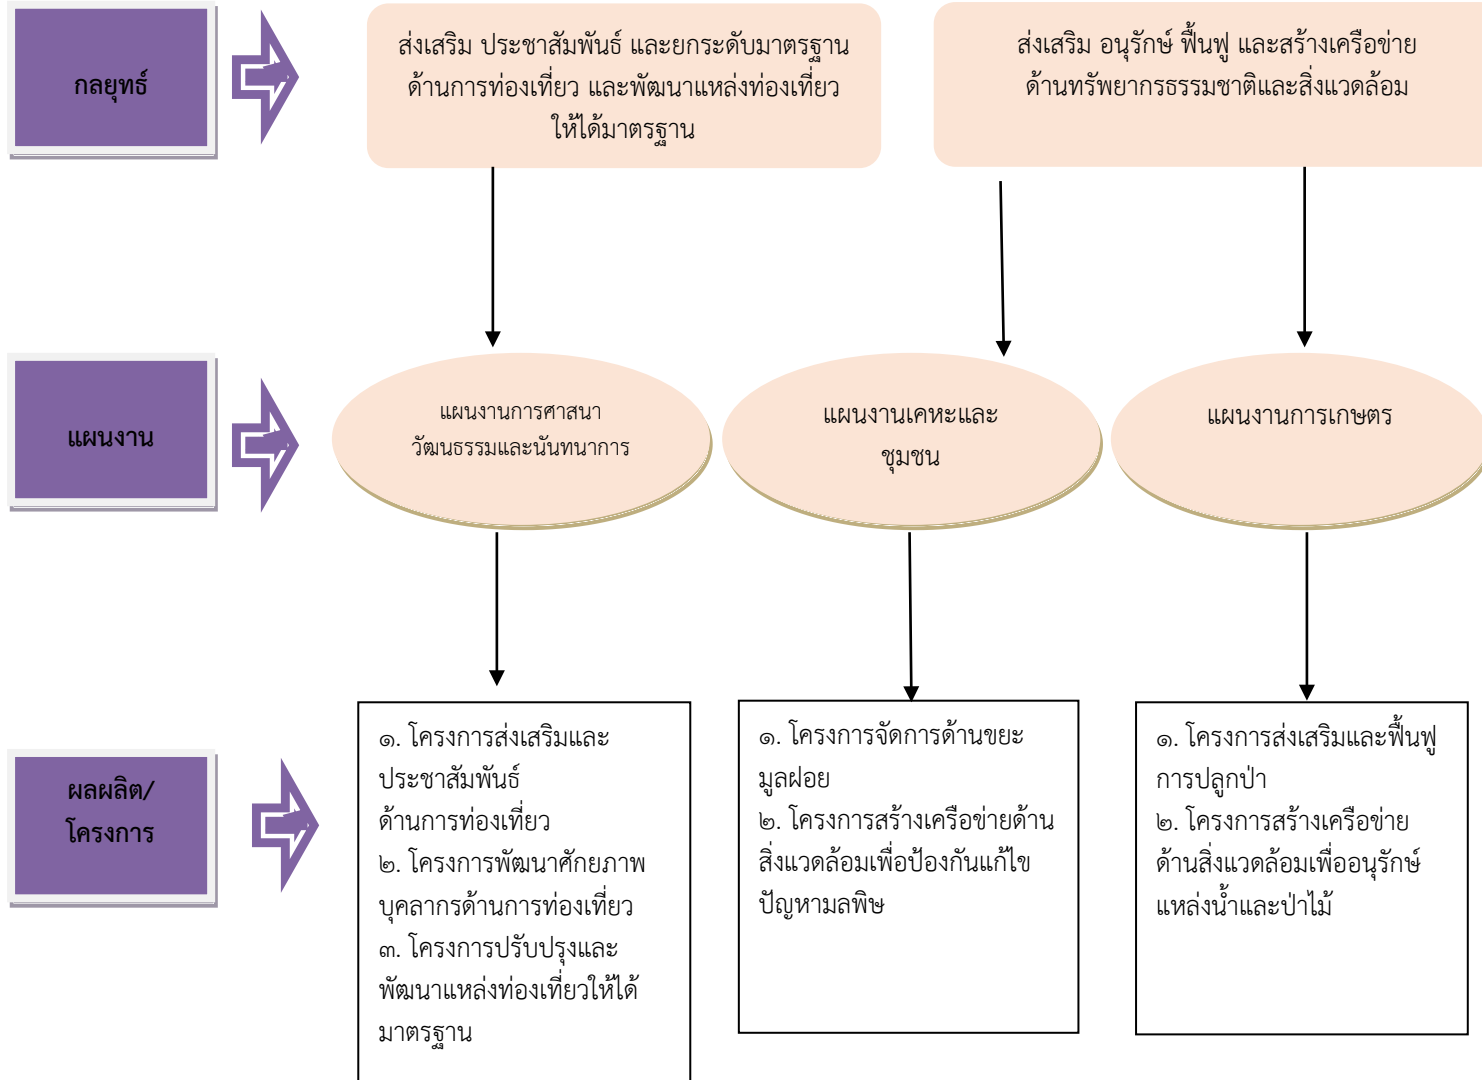 กลยุทธ์
ส่งเสริม ประชาสัมพันธ์ และยกระดับมาตรฐาน
ด้านการท่องเที่ยว และพัฒนาแหล่งท่องเที่ยว
ให้ได้มาตรฐาน
ส่งเสริม อนุรักษ์ ฟื้นฟู และสร้างเครือข่าย
ด้านทรัพยากรธรรมชาติและสิ่งแวดล้อม
แผนงาน
แผนงานการศาสนา
วัฒนธรรมและนันทนาการ
แผนงานเคหะและ
ชุมชน
แผนงานการเกษตร
ผลผลิต/
โครงการ
๑. โครงการส่งเสริมและ
ประชาสัมพันธ์
ด้านการท่องเที่ยว
๒. โครงการพัฒนาศักยภาพ
บุคลากรด้านการท่องเที่ยว
๓. โครงการปรับปรุงและ
พัฒนาแหล่งท่องเที่ยวให้ได้
มาตรฐาน
๑. โครงการจัดการด้านขยะ
มูลฝอย
๒. โครงการสร้างเครือข่ายด้าน
สิ่งแวดล้อมเพื่อป้องกันแก้ไข
ปัญหามลพิษ
๑. โครงการส่งเสริมและฟื้นฟู
การปลูกป่า
๒. โครงการสร้างเครือข่าย
ด้านสิ่งแวดล้อมเพื่ออนุรักษ์
แหล่งน้ำและป่าไม้